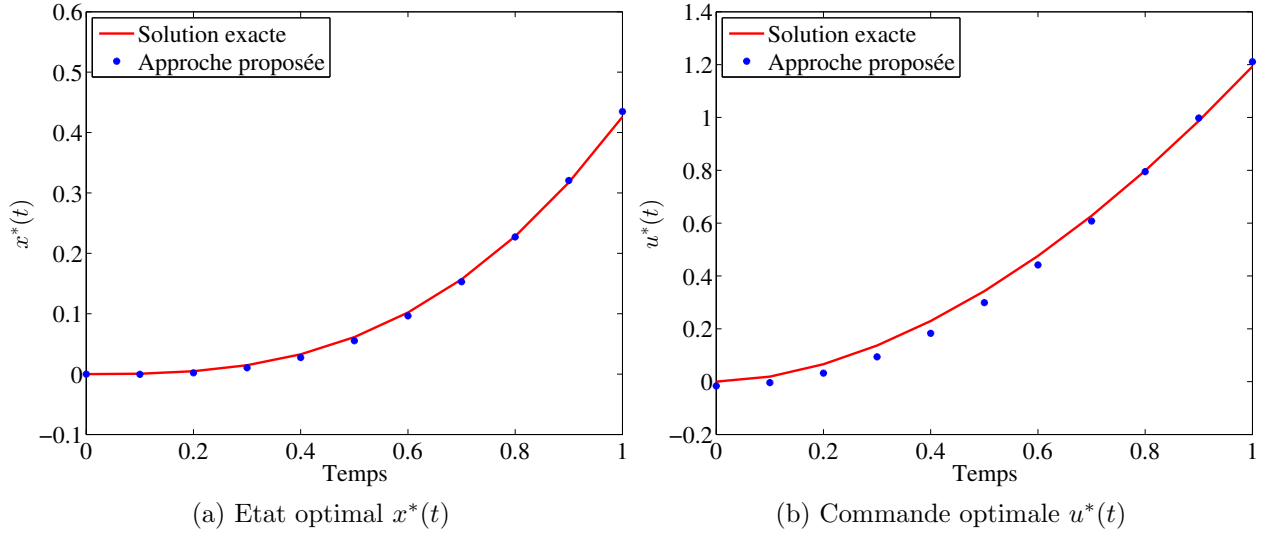 0.6
0.5
0.4
0.3
0.2
0.1
0
−0.1
x*(t)
Solution exacte
Approche proposée
0 0.2 0.4 0.6 0.8 1
Temps
(a) Etat optimal x*(t)
1.4
1.2
1
0.8
0.6
0.4
0.2
0
−0.2
u*(t)
Solution exacte
Approche proposée
0 0.2 0.4 0.6 0.8 1
Temps
(b) Commande optimale u*(t)